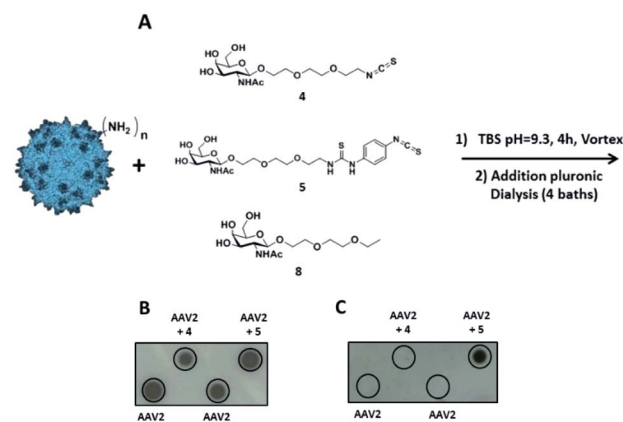 A
HO
OH
HO
O
O
O
O
NHAc
N
C
S
4
(NH2)n
+
HO
OH
HO
O
O
O
O
NHAc
S
N
H
N
H
N
C
S
5
1) TBS pH=9.3, 4h, Vortex
2) Addition pluronic
Dialysis (4 baths)
HO
OH
HO
O
O
O
O
NHAc
8
B
AAV2 + 4
AAV2 + 5
AAV2
AAV2
C
AAV2 + 4
AAV2 + 5
AAV2
AAV2